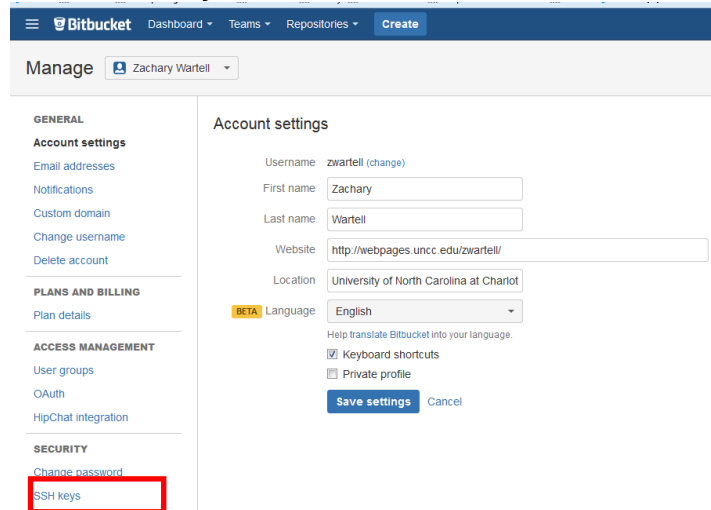 Bitbucket Dashboard Teams Repositories Create
Manage Zachary Wartell
GENERAL
Account settings
Email addresses
Notifications
Custom domain
Change username
Delete account
PLANS AND BILLING
Plan details
ACCESS MANAGEMENT
User groups
OAuth
HipChat integration
SECURITY
Change password
SSH keys
Account settings
Username zwartell (change)
First name Zachary
Last name Wartell
Website http://webpages.uncc.edu/zwartell/
Location University of North Carolina at Charlot
BETA Language English
Help translate Bitbucket into your language.
Keyboard shortcuts
Private profile
Save settings Cancel